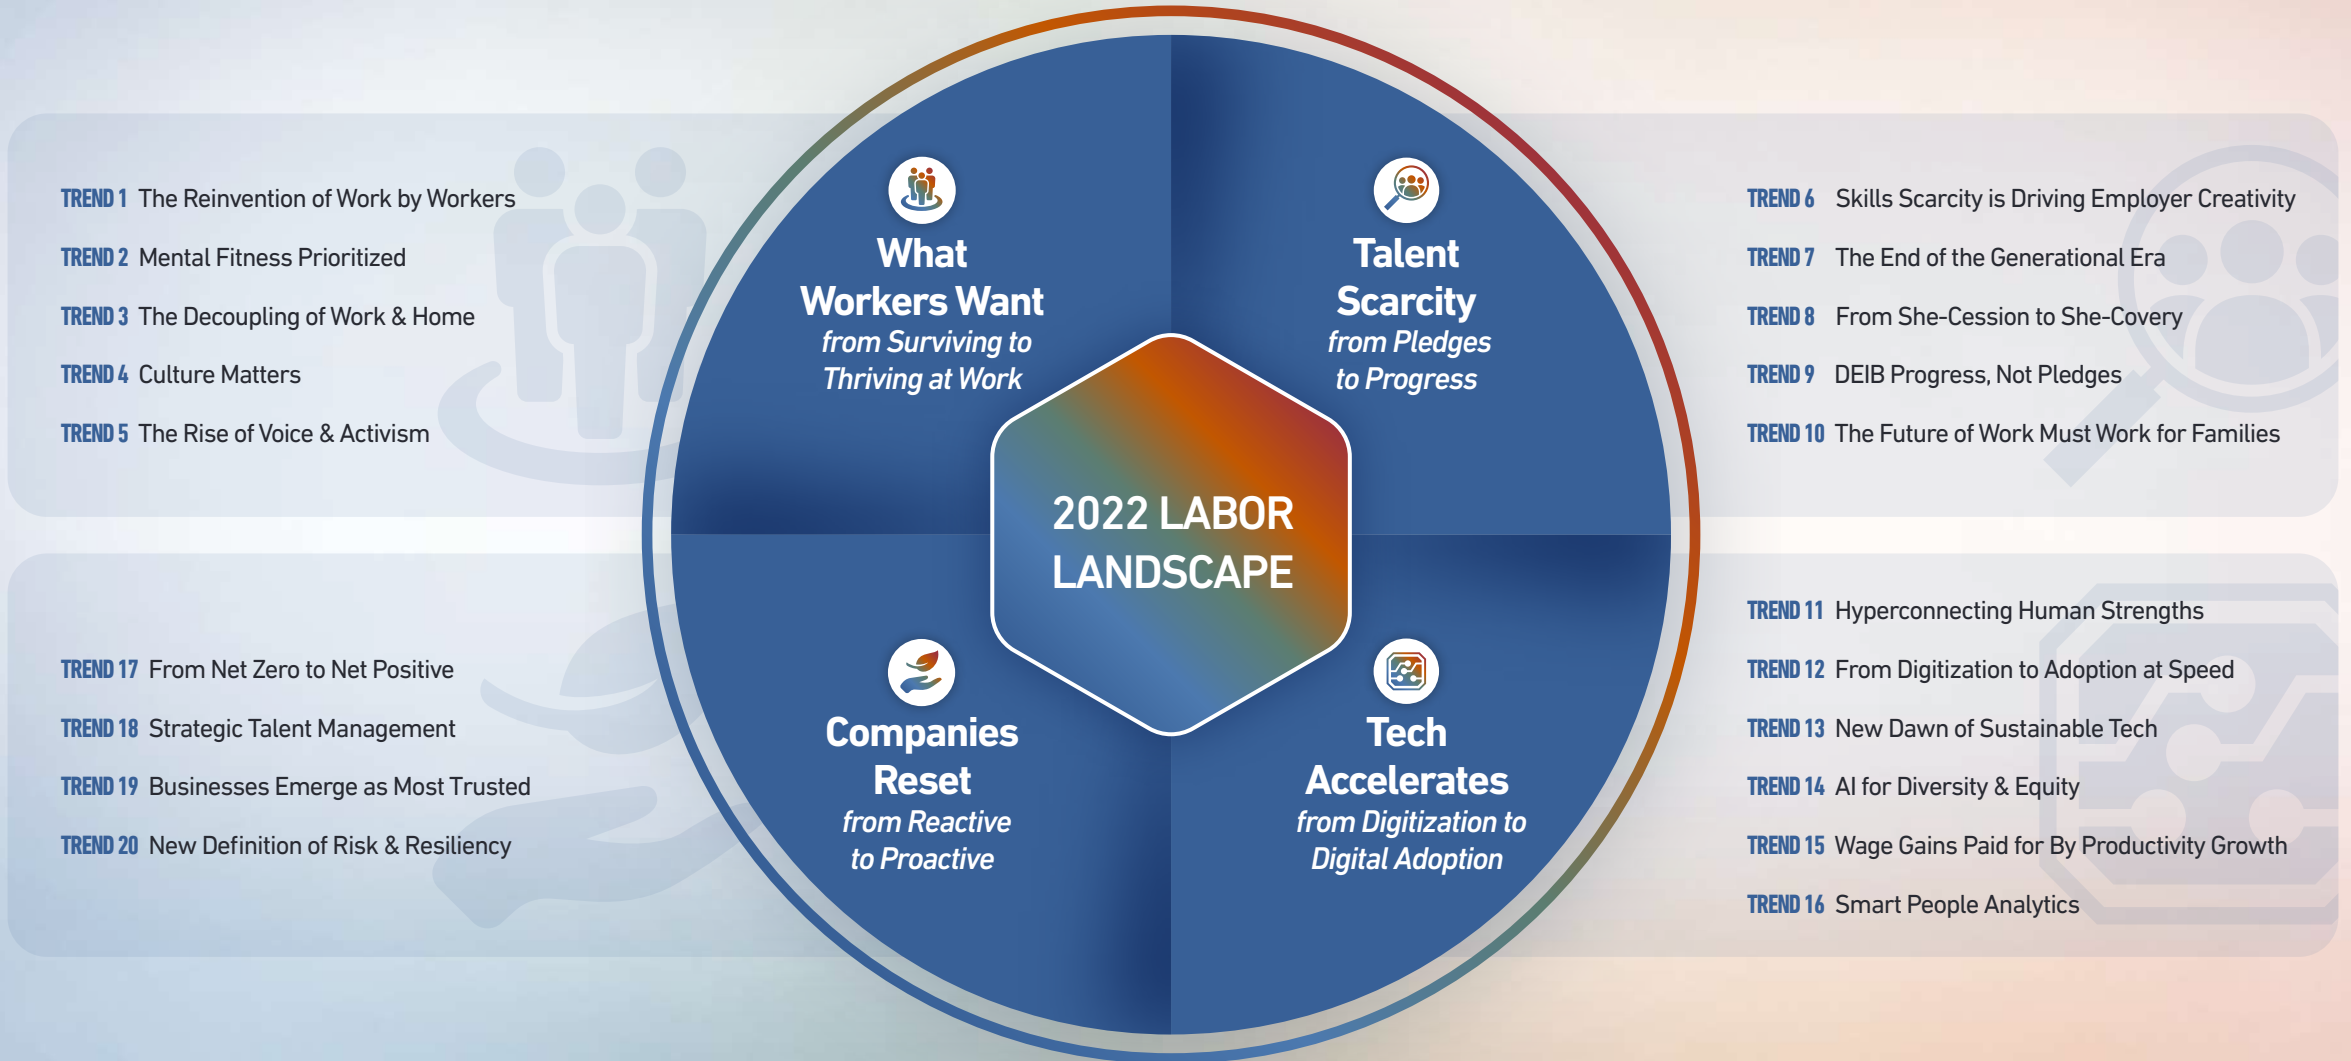 TREND 1 The Reinvention of Work by Workers
TREND 2 Mental Fitness Prioritized
TREND 3 The Decoupling of Work & Home
TREND 4 Culture Matters
TREND 5 The Rise of Voice & Activism
What
Workers Want
from Surviving to
Thriving at Work
Talent
Scarcity
from Pledges
to Progress
TREND 6 Skills Scarcity is Driving Employer Creativity
TREND 7 The End of the Generational Era
TREND 8 From She-Cession to She-Covery
TREND 9 DEIB Progress, Not Pledges
TREND 10 The Future of Work Must Work for Families
2022 LABOR
LANDSCAPE
TREND 17 From Net Zero to Net Positive
TREND 18 Strategic Talent Management
TREND 19 Businesses Emerge as Most Trusted
TREND 20 New Definition of Risk & Resiliency
Companies
Reset
from Reactive
to Proactive
Tech
Accelerates
from Digitization to
Digital Adoption
TREND 11 Hyperconnecting Human Strengths
TREND 12 From Digitization to Adoption at Speed
TREND 13 New Dawn of Sustainable Tech
TREND 14 AI for Diversity & Equity
TREND 15 Wage Gains Paid for By Productivity Growth
TREND 16 Smart People Analytics